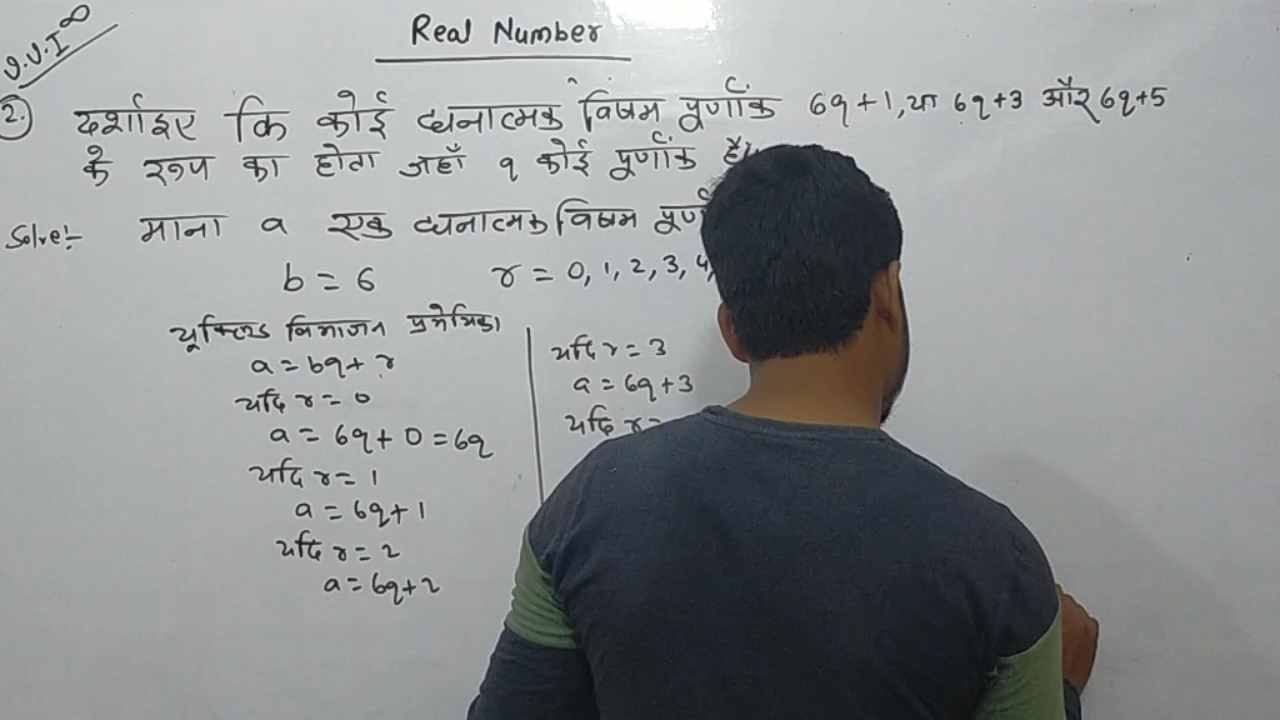 Real Number
I.V.I ∞
2. दर्शाइए कि कोई धनात्मक विषम पूर्णांक 6q+1, या 6q+3 और 6q+5
के रूप का होता जहाँ q कोई पूर्णांक है।
Solve:- माना a एक धनात्मक विषम
b = 6 r = 0, 1, 2, 3, 4,
यूक्लिड विभाजन प्रमेयिका
a = bq + r
यदि r = 0
a = 6q + 0 = 6q
यदि r = 1
a = 6q+1
यदि r = 2
a = 6q+2
यदि r = 3
a = 6q+3
यदि r =